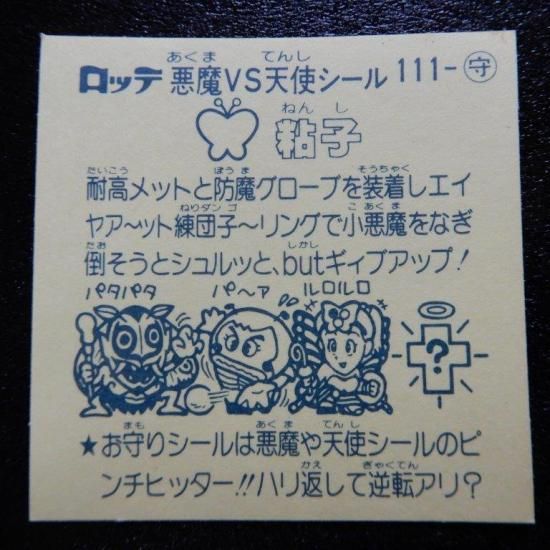 ロッテ 悪魔VS天使シール 111-守
あくま てんし
粘子
ねんし
耐高メットと防魔グローブを装着しエイ
たいこう ぼうま そうちゃく
ヤア〜ット練団子〜リングで小悪魔をなぎ
ねりダンゴ こあくま
倒そうとシュルッと、butギィブアップ!
たお しかし
パタパタ パ〜ア ルロルロ
?
★お守りシールは悪魔や天使シールのピ
まも あくま てんし
ンチヒッター!!ハリ返して逆転アリ?
かえ ぎゃくてん